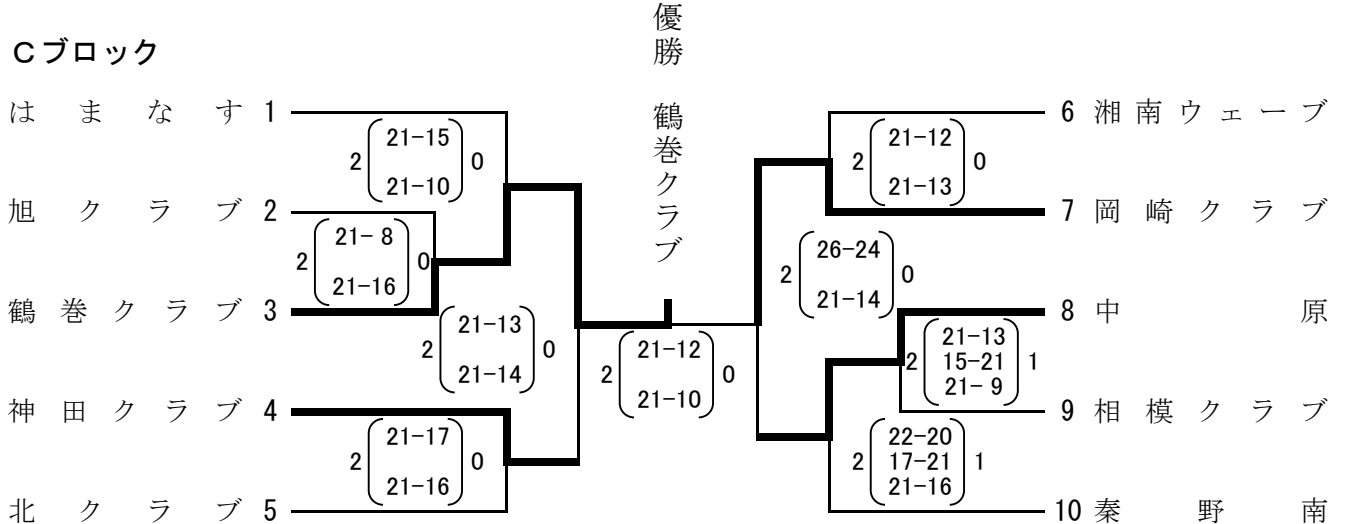 Cブロック
優勝 鶴巻クラブ
はまなす 1
2 21-15 0
21-10
旭クラブ 2
2 21- 8 0
21-16
鶴巻クラブ 3
2 21-13 0
21-14
神田クラブ 4
2 21-17 0
21-16
北クラブ 5
2 21-12 0
21-10
6 湘南ウェーブ
2 21-12 0
21-13
7 岡崎クラブ
2 26-24 0
21-14
8 中原
21-13
2 15-21 1
21- 9
9 相模クラブ
22-20
2 17-21 1
21-16
10 秦野南